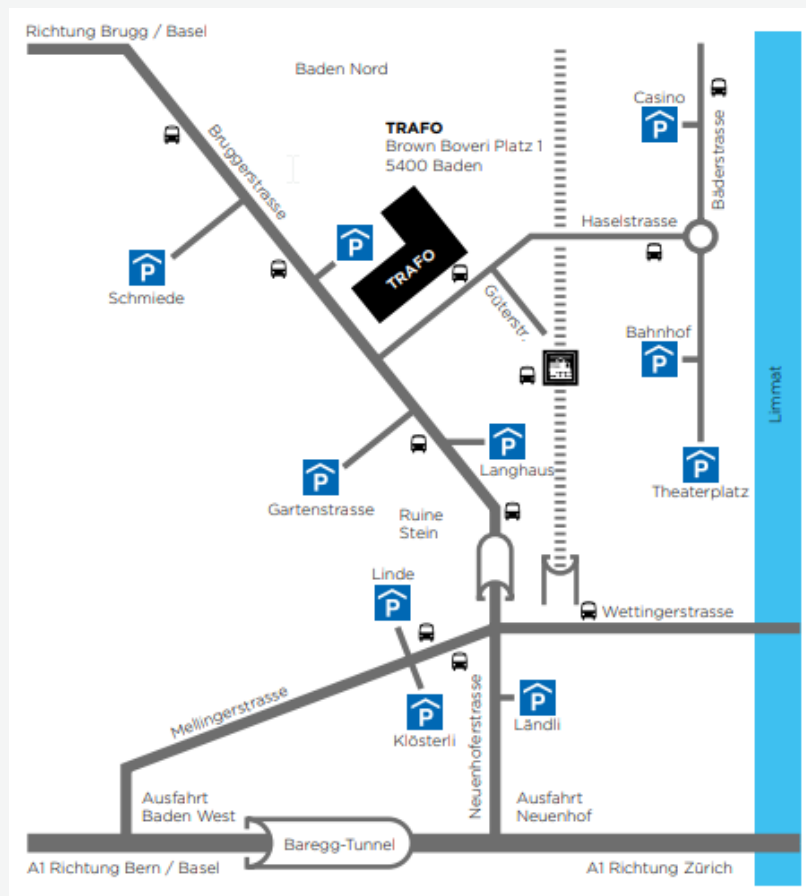 Richtung Brugg / Basel
Baden Nord
Casino
P
TRAFO
Brown Boveri Platz 1
5400 Baden
Bruggerstrasse
Bäderstrasse
Haselstrasse
P
TRAFO
P
Schmiede
Güterstr.
Bahnhof
P
Limmat
P
Langhaus
P
Theaterplatz
P
Gartenstrasse
Ruine
Stein
Linde
P
Wettingerstrasse
Mellingerstrasse
P
Klösterli
Neuenhoferstrasse
P
Ländli
Ausfahrt
Baden West
Ausfahrt
Neuenhof
Baregg-Tunnel
A1 Richtung Bern / Basel
A1 Richtung Zürich